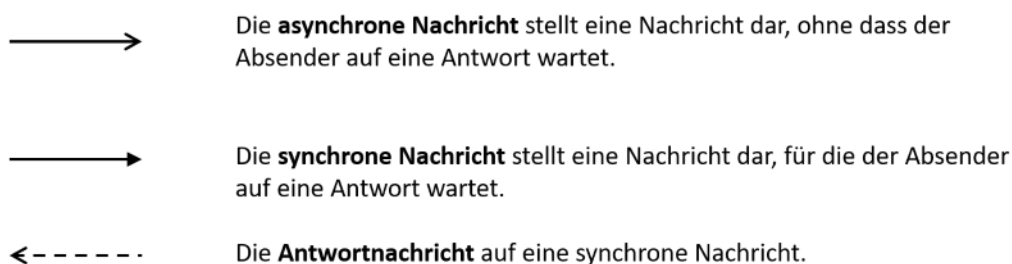 Die asynchrone Nachricht stellt eine Nachricht dar, ohne dass der
Absender auf eine Antwort wartet.
Die synchrone Nachricht stellt eine Nachricht dar, für die der Absender
auf eine Antwort wartet.
Die Antwortnachricht auf eine synchrone Nachricht.